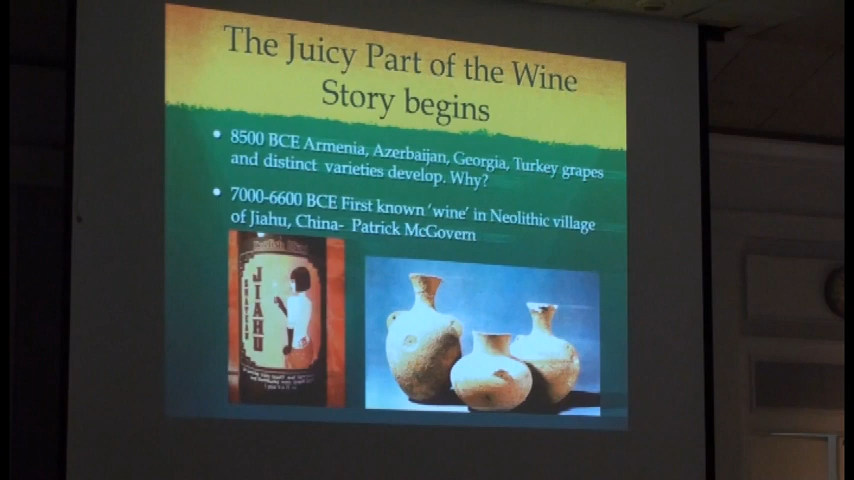 The Juicy Part of the Wine
Story begins
• 8500 BCE Armenia, Azerbaijan, Georgia, Turkey grapes
and distinct varieties develop. Why?
• 7000-6600 BCE First known 'wine' in Neolithic village
of Jiahu, China- Patrick McGovern
CHATEAU
JIAHU